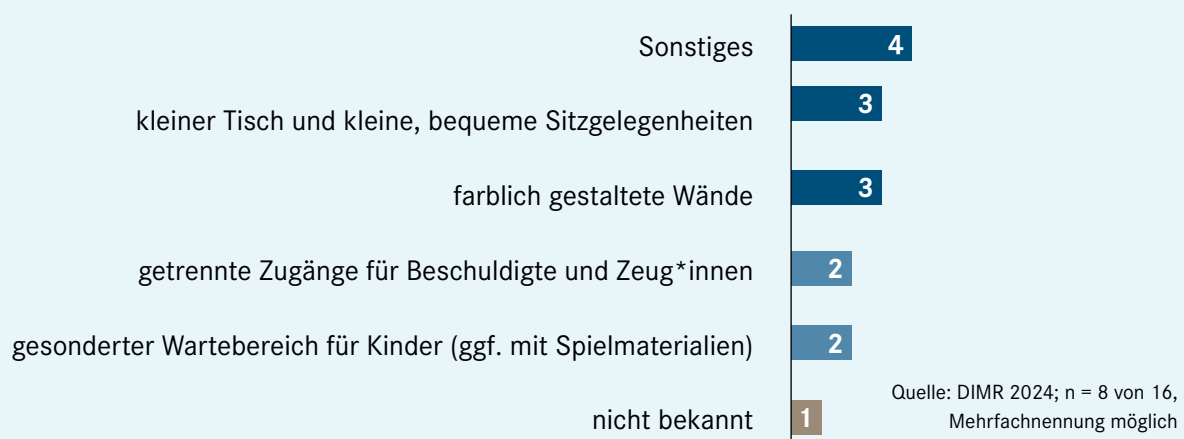 Sonstiges 4
kleiner Tisch und kleine, bequeme Sitzgelegenheiten 3
farblich gestaltete Wände 3
getrennte Zugänge für Beschuldigte und Zeug*innen 2
gesonderter Wartebereich für Kinder (ggf. mit Spielmaterialien) 2
nicht bekannt 1
Quelle: DIMR 2024; n = 8 von 16,
Mehrfachnennung möglich